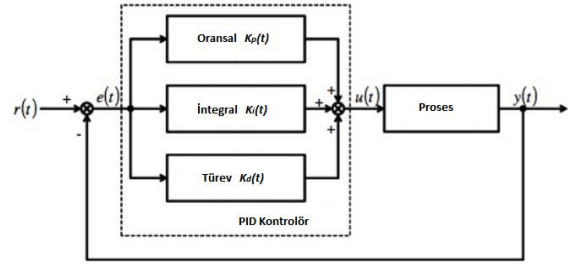 Oransal Kp(t)
r(t)
+
-
e(t)
İntegral Ki(t)
+
+
+
u(t)
Proses
y(t)
Türev Kd(t)
PID Kontrolör